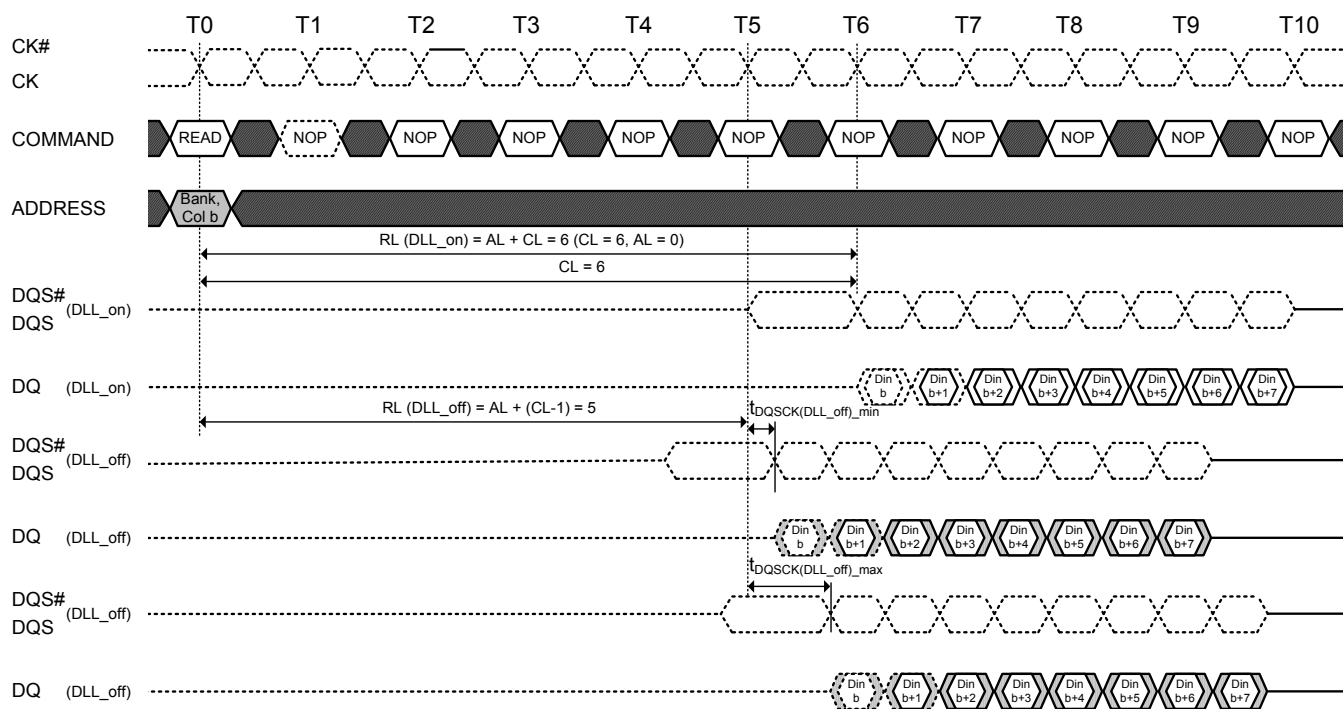 T0 T1 T2 T3 T4 T5 T6 T7 T8 T9 T10
CK#
CK
COMMAND READ NOP NOP NOP NOP NOP NOP NOP NOP NOP NOP
ADDRESS Bank, Col b
RL (DLL_on) = AL + CL = 6 (CL = 6, AL = 0)
CL = 6
DQS# (DLL_on)
DQS
DQ (DLL_on) Din b Din b+1 Din b+2 Din b+3 Din b+4 Din b+5 Din b+6 Din b+7
RL (DLL_off) = AL + (CL-1) = 5 tDQSCK(DLL_off)_min
DQS# (DLL_off)
DQS
DQ (DLL_off) Din b Din b+1 Din b+2 Din b+3 Din b+4 Din b+5 Din b+6 Din b+7
tDQSCK(DLL_off)_max
DQS# (DLL_off)
DQS
DQ (DLL_off) Din b Din b+1 Din b+2 Din b+3 Din b+4 Din b+5 Din b+6 Din b+7